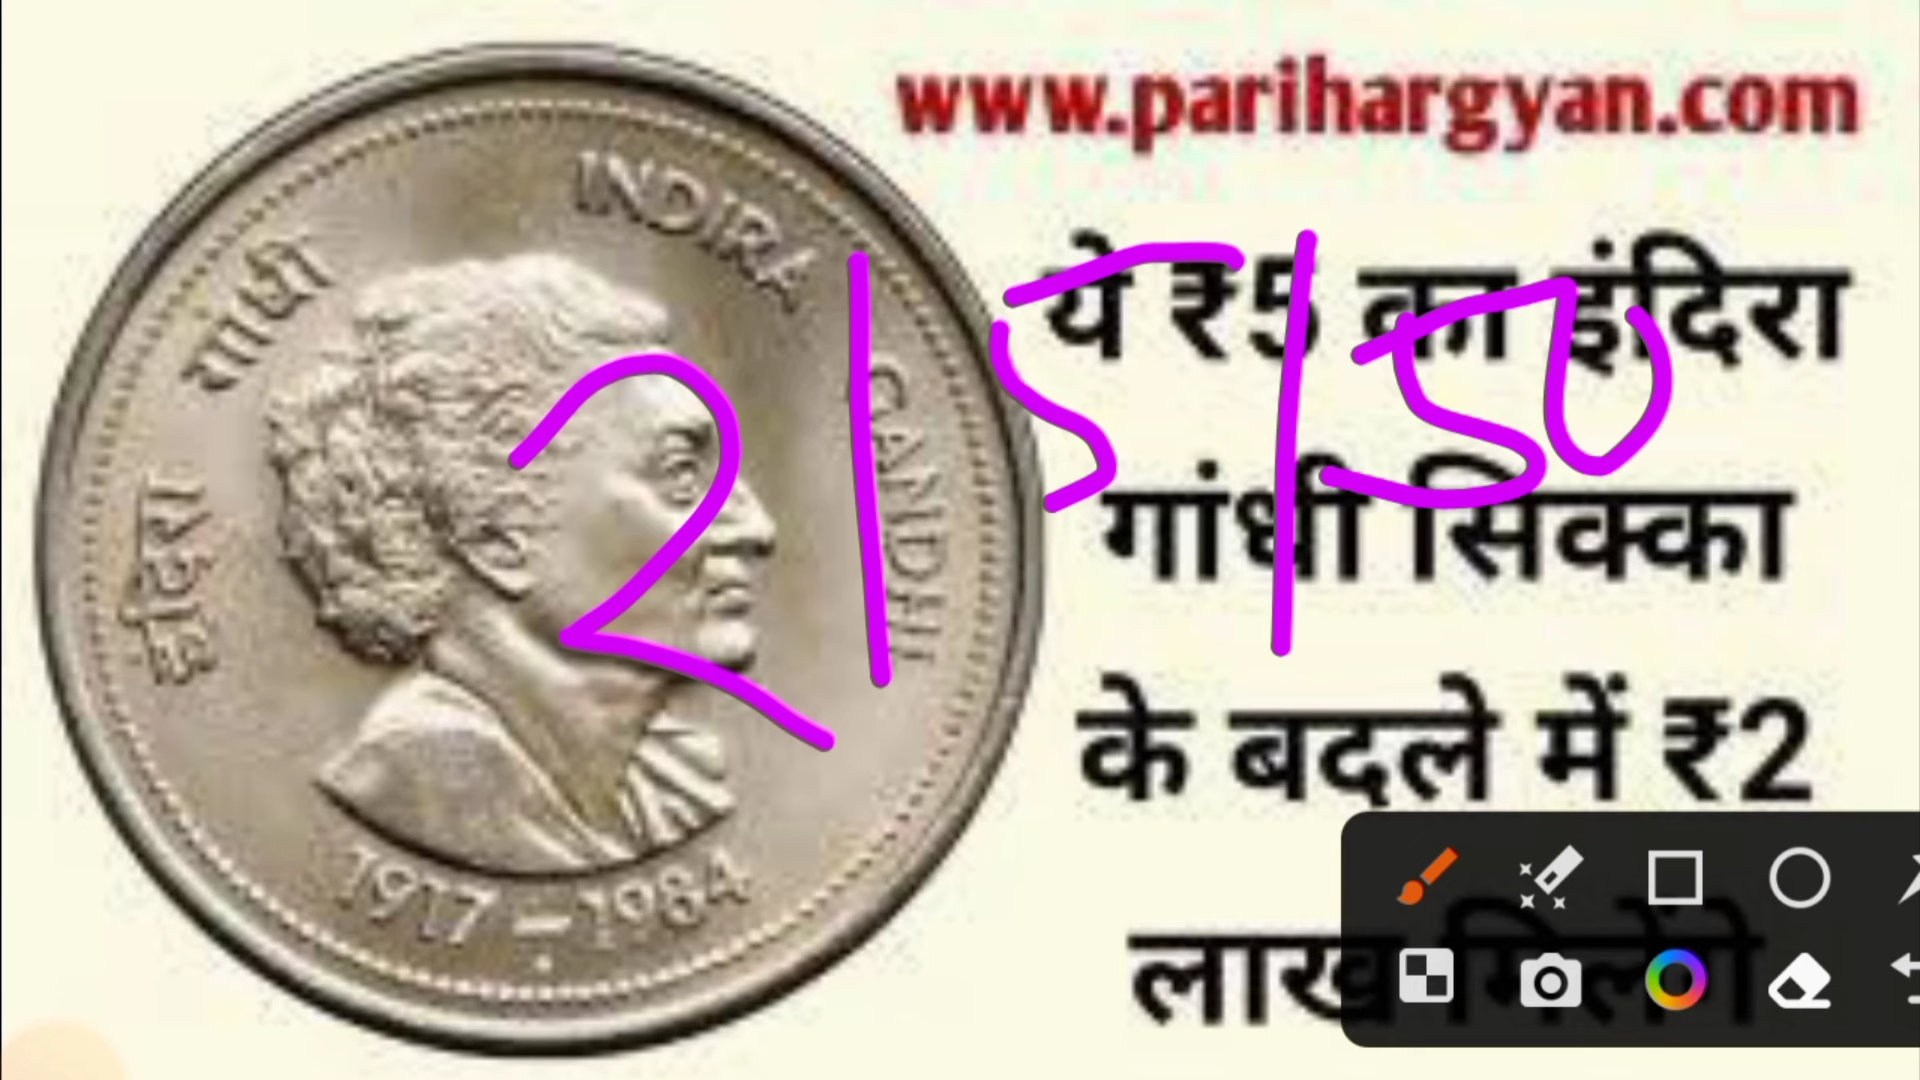 इंदिरा गांधी INDIRA GANDHI
1917 - 1984
www.parihargyan.com
ये ₹5 का इंदिरा
गांधी सिक्का
के बदले में ₹2
लाख मिलेंगे
2|5|50